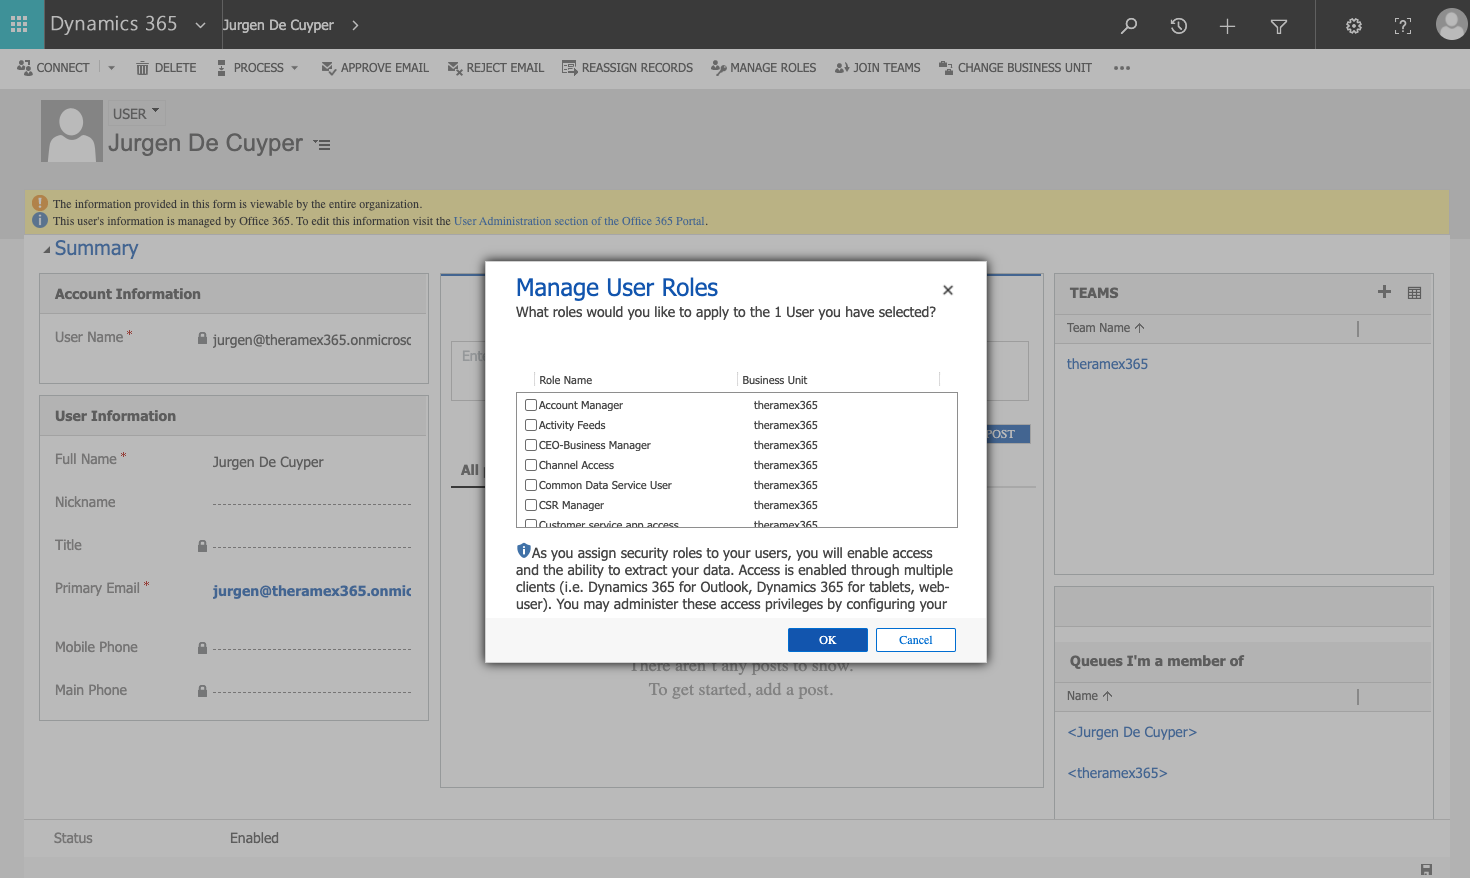 Dynamics 365
Jurgen De Cuyper
CONNECT
DELETE
PROCESS
APPROVE EMAIL
REJECT EMAIL
REASSIGN RECORDS
MANAGE ROLES
JOIN TEAMS
CHANGE BUSINESS UNIT
USER
Jurgen De Cuyper
The information provided in this form is viewable by the entire organization.
This user's information is managed by Office 365. To edit this information visit the User Administration section of the Office 365 Portal.
Summary
Account Information
User Name*
jurgen@theramex365.onmicrosc
User Information
Full Name*
Jurgen De Cuyper
Nickname
Title
Primary Email*
jurgen@theramex365.onmic
Mobile Phone
Main Phone
Ente
POST
All
Manage User Roles
What roles would you like to apply to the 1 User you have selected?
Role Name Business Unit
Account Manager theramex365
Activity Feeds theramex365
CEO-Business Manager theramex365
Channel Access theramex365
Common Data Service User theramex365
CSR Manager theramex365
Customer service app access theramex365
As you assign security roles to your users, you will enable access
and the ability to extract your data. Access is enabled through multiple
clients (i.e. Dynamics 365 for Outlook, Dynamics 365 for tablets, web-
user). You may administer these access privileges by configuring your
OK
Cancel
There aren't any posts to show.
To get started, add a post.
TEAMS
Team Name
theramex365
Queues I'm a member of
Name
<Jurgen De Cuyper>
<theramex365>
Status
Enabled